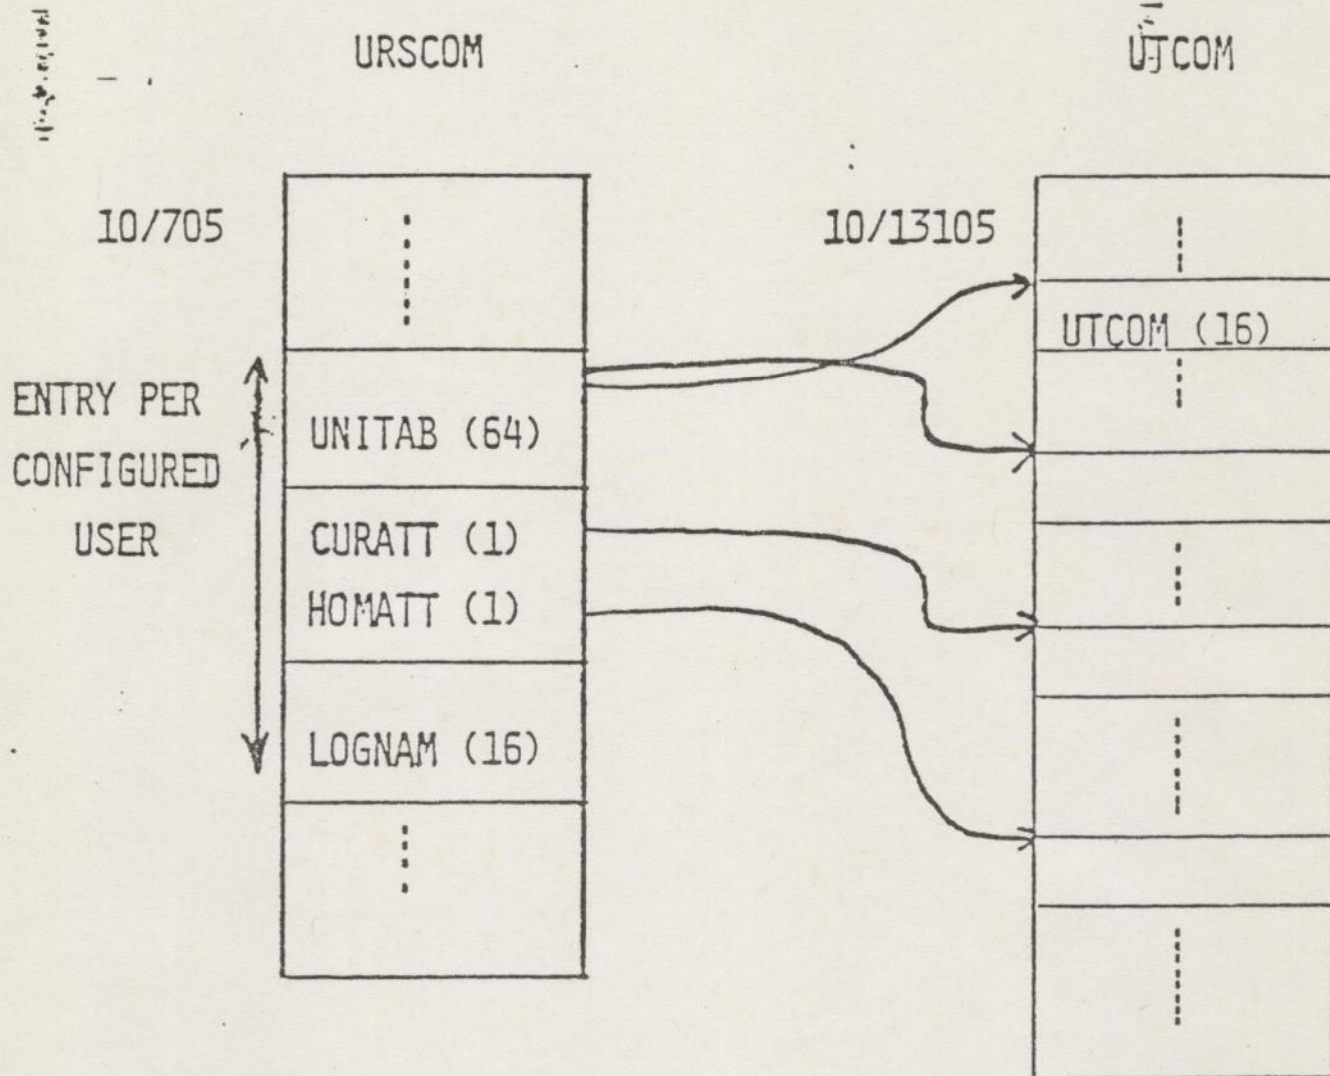 URSCOM
UTCOM
10/705
10/13105
UTCOM (16)
ENTRY PER
CONFIGURED
USER
UNITAB (64)
CURATT (1)
HOMATT (1)
LOGNAM (16)